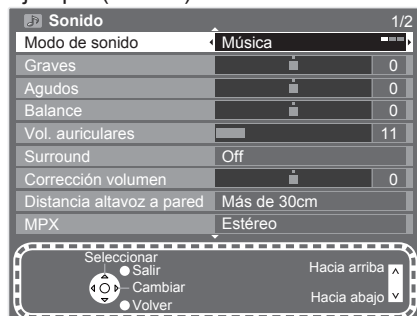 Sonido 1/2
Modo de sonido Música
Graves 0
Agudos 0
Balance 0
Vol. auriculares 11
Surround Off
Corrección volumen 0
Distancia altavoz a pared Más de 30cm
MPX Estéreo
Seleccionar
Salir
Cambiar
Volver
Hacia arriba
Hacia abajo